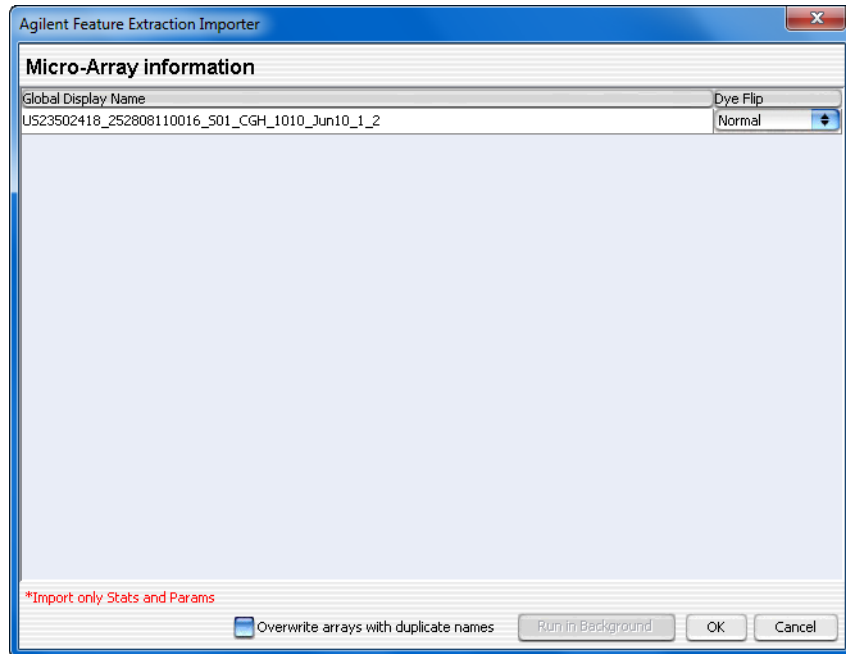 Agilent Feature Extraction Importer
Micro-Array information
Global Display Name Dye Flip
US23502418_252808110016_S01_CGH_1010_Jun10_1_2 Normal
*Import only Stats and Params
Overwrite arrays with duplicate names Run in Background OK Cancel